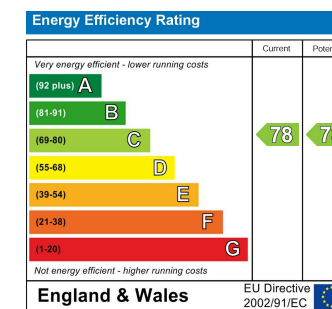 Energy Efficiency Rating
Current Poten
Very energy efficient - lower running costs
(92 plus) A
(81-91) B
(69-80) C 78 7
(55-68) D
(39-54) E
(21-38) F
(1-20) G
Not energy efficient - higher running costs
England & Wales
EU Directive
2002/91/EC